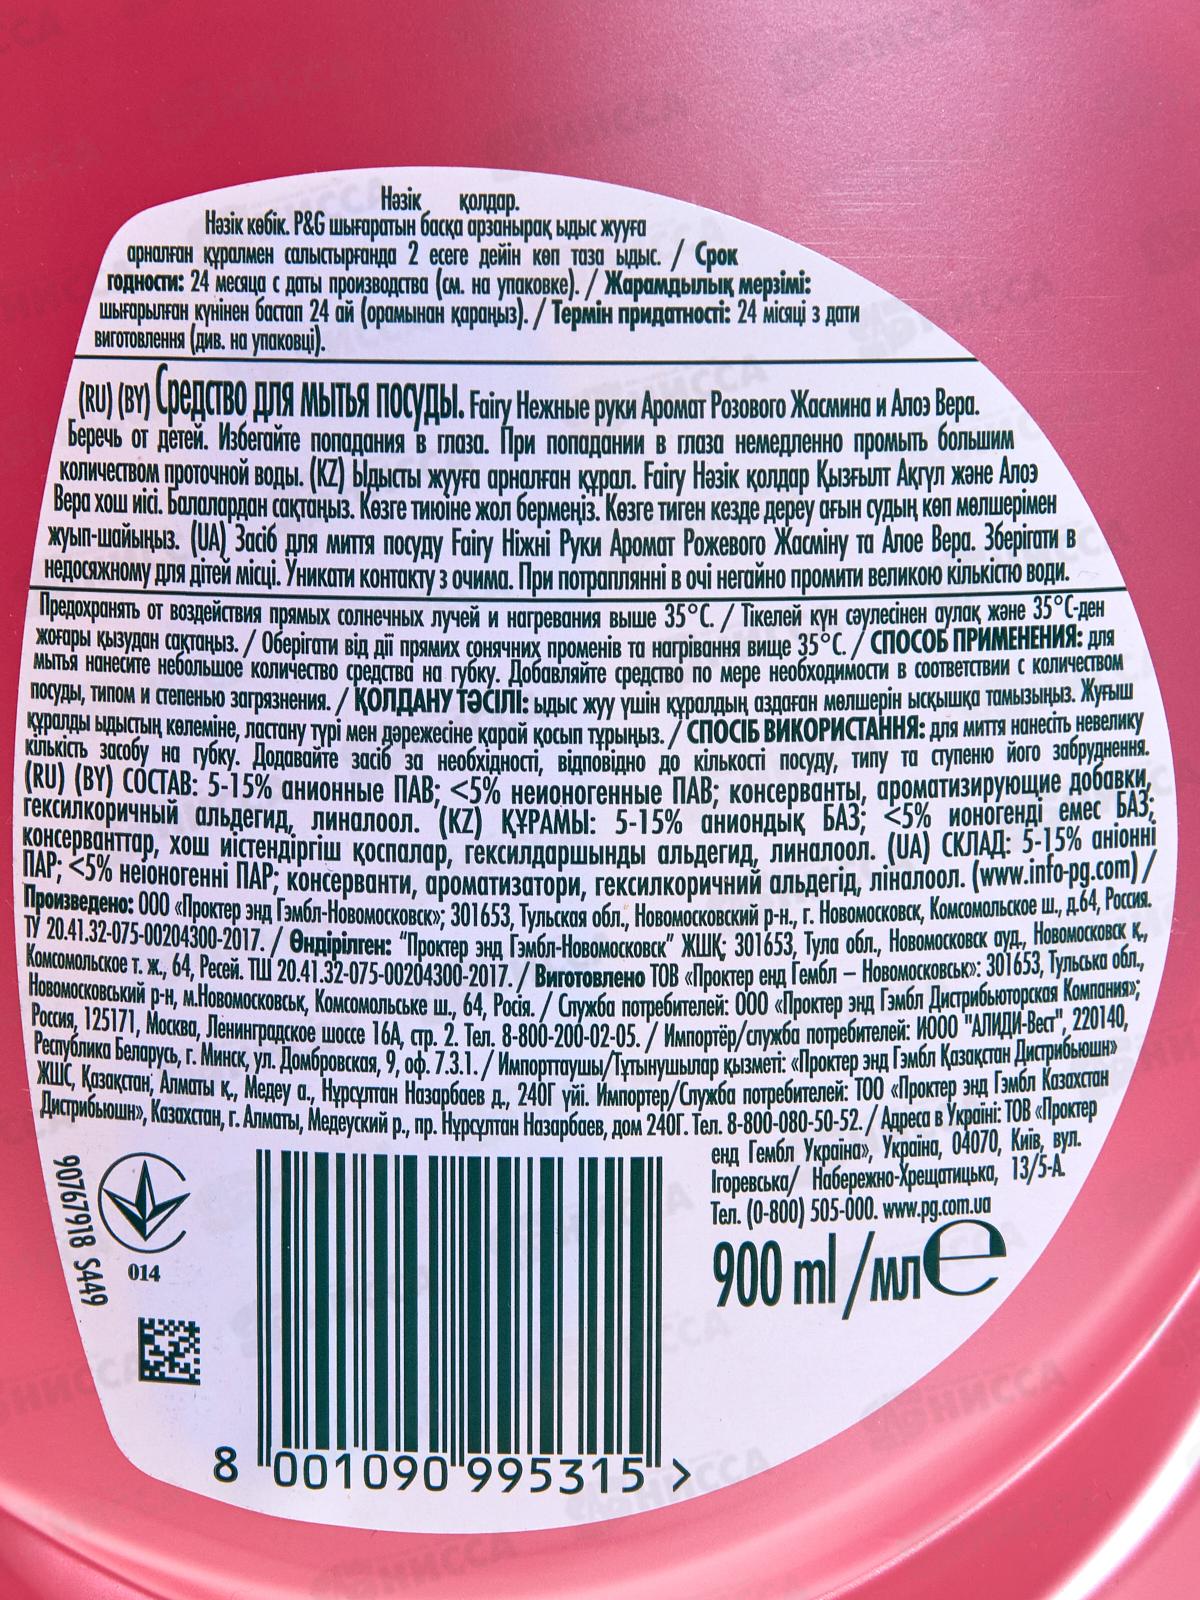 Нәзік қолдар.
Нәзік көбік. P&G шығаратын басқа арзанырақ ыдыс жууға
арналған құралмен салыстырғанда 2 есеге дейін көп таза ыдыс. / Срок
годности: 24 месяца с даты производства (см. на упаковке). / Жарамдылық мерзімі:
шығарылған күнінен бастап 24 ай (орамынан қараңыз). / Термін придатності: 24 місяці з дати
виготовлення (див. на упаковці).
(RU) (BY) Средство для мытья посуды. Fairy Нежные руки Аромат Розового Жасмина и Алоэ Вера.
Беречь от детей. Избегайте попадания в глаза. При попадании в глаза немедленно промыть большим
количеством проточной воды. (KZ) Ыдысты жууға арналған құрал. Fairy Нәзік қолдар Қызғылт Ақгүл және Алоэ
Вера хош иісі. Балалардан сақтаңыз. Көзге тиюіне жол бермеңіз. Көзге тиген кезде дереу ағын судың көп мөлшерімен
жуып-шайыңыз. (UA) Засіб для миття посуду Fairy Ніжні Руки Аромат Рожевого Жасміну та Алое Вера. Зберігати в
недосяжному для дітей місці. Уникати контакту з очима. При потраплянні в очі негайно промити великою кількістю води.
Предохранять от воздействия прямых солнечных лучей и нагревания выше 35°C. / Тікелей күн сәулесінен аулақ және 35°C-ден
жоғары қызудан сақтаңыз. / Оберігати від дії прямих сонячних променів та нагрівання вище 35°C. / СПОСОБ ПРИМЕНЕНИЯ: для
мытья нанесите небольшое количество средства на губку. Добавляйте средство по мере необходимости в соответствии с количеством
посуды, типом и степенью загрязнения. / ҚОЛДАНУ ТӘСІЛІ: ыдыс жуу үшін құралдың аздаған мөлшерін ысқышқа тамызыңыз. Жуғыш
құралды ыдыстың көлеміне, ластану түрі мен дәрежесіне қарай қосып тұрыңыз. / СПОСІБ ВИКОРИСТАННЯ: для миття нанесіть невелику
кількість засобу на губку. Додавайте засіб за необхідності, відповідно до кількості посуду, типу та ступеню його забруднення.
(RU) (BY) СОСТАВ: 5-15% анионные ПАВ; <5% неионогенные ПАВ; консерванты, ароматизирующие добавки,
гексилкоричный альдегид, линалоол. (KZ) ҚҰРАМЫ: 5-15% аниондық БАЗ; <5% ионогенді емес БАЗ;
консерванттар, хош иістендіргіш қоспалар, гексилдаршынды альдегид, линалоол. (UA) СКЛАД: 5-15% аніонні
ПАР; <5% неіоногенні ПАР; консерванти, ароматизатори, гексилкоричний альдегід, ліналоол. (www.info-pg.com) /
Произведено: ООО «Проктер энд Гэмбл-Новомосковск»; 301653, Тульская обл., Новомосковский р-н., г. Новомосковск, Комсомольское ш., д.64, Россия.
ТУ 20.41.32-075-00204300-2017. / Өндірілген: "Проктер энд Гэмбл-Новомосковск" ЖШҚ; 301653, Тула обл., Новомосковск ауд., Новомосковск қ.,
Комсомольское т. ж., 64, Ресей. ТШ 20.41.32-075-00204300-2017. / Виготовлено ТОВ «Проктер енд Гембл – Новомосковськ»: 301653, Тульська обл.,
Новомосковський р-н, м.Новомосковськ, Комсомольське ш., 64, Росія. / Служба потребителей: ООО «Проктер энд Гэмбл Дистрибьюторская Компания»;
Россия, 125171, Москва, Ленинградское шоссе 16А, стр. 2. Тел. 8-800-200-02-05. / Импортёр/служба потребителей: ИООО "АЛИДИ-Вест", 220140,
Республика Беларусь, г. Минск, ул. Домбровская, 9, оф. 7.3.1. / Импорттаушы/Тұтынушылар қызметі: «Проктер энд Гэмбл Қазақстан Дистрибьюшн»
ЖШС, Қазақстан, Алматы қ., Медеу а., Нұрсұлтан Назарбаев д., 240Г үйі. Импортер/Служба потребителей: ТОО «Проктер энд Гэмбл Казахстан
Дистрибьюшн», Казахстан, г. Алматы, Медеуский р., пр. Нұрсұлтан Назарбаев, дом 240Г. Тел. 8-800-080-50-52. / Адреса в Україні: ТОВ «Проктер
енд Гембл Україна», Україна, 04070, Київ, вул.
Ігоревська/ Набережно-Хрещатицька, 13/5-А.
Тел. (0-800) 505-000. www.pg.com.ua
90767918 S449
014
900 ml/мл e
8 001090 995315 >